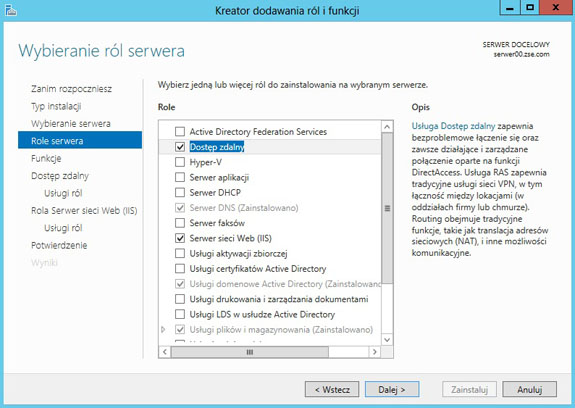 Kreator dodawania ról i funkcji
Wybieranie ról serwera
SERWER DOCELOWY
serwer00.zse.com
Zanim rozpoczniesz
Typ instalacji
Wybieranie serwera
Role serwera
Funkcje
Dostęp zdalny
Usługi ról
Rola Serwer sieci Web (IIS)
Usługi ról
Potwierdzenie
Wyniki
Wybierz jedną lub więcej ról do zainstalowania na wybranym serwerze.
Role
Active Directory Federation Services
Dostęp zdalny
Hyper-V
Serwer aplikacji
Serwer DHCP
Serwer DNS (Zainstalowano)
Serwer faksów
Serwer sieci Web (IIS)
Usługi aktywacji zbiorczej
Usługi certyfikatów Active Directory
Usługi domenowe Active Directory (Zainstalowano)
Usługi drukowania i zarządzania dokumentami
Usługi LDS w usłudze Active Directory
Usługi plików i magazynowania (Zainstalowano)
Opis
Usługa Dostęp zdalny zapewnia
bezproblemowe łączenie się oraz
zawsze działające i zarządzane
połączenie oparte na funkcji
DirectAccess. Usługa RAS zapewnia
tradycyjne usługi sieci VPN, w tym
łączność między lokacjami (w
oddziałach firmy lub chmurze).
Routing obejmuje tradycyjne
funkcje, takie jak translacja adresów
sieciowych (NAT), i inne możliwości
komunikacyjne.
< Wstecz
Dalej >
Zainstaluj
Anuluj